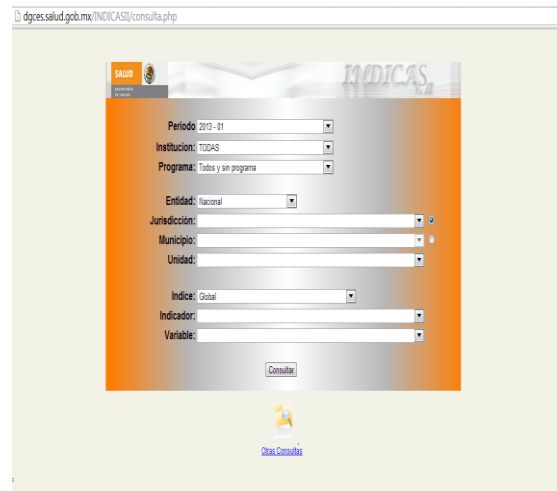 dgces.salud.gob.mx/INDICASII/consulta.php
SALUD
INDICAS II
Periodo 2013 - 01
Institucion: TODAS
Programa: Todos y sin programa
Entidad: Nacional
Jurisdicción:
Municipio:
Unidad:
Indice: Global
Indicador:
Variable:
Consultar
Otras Consultas